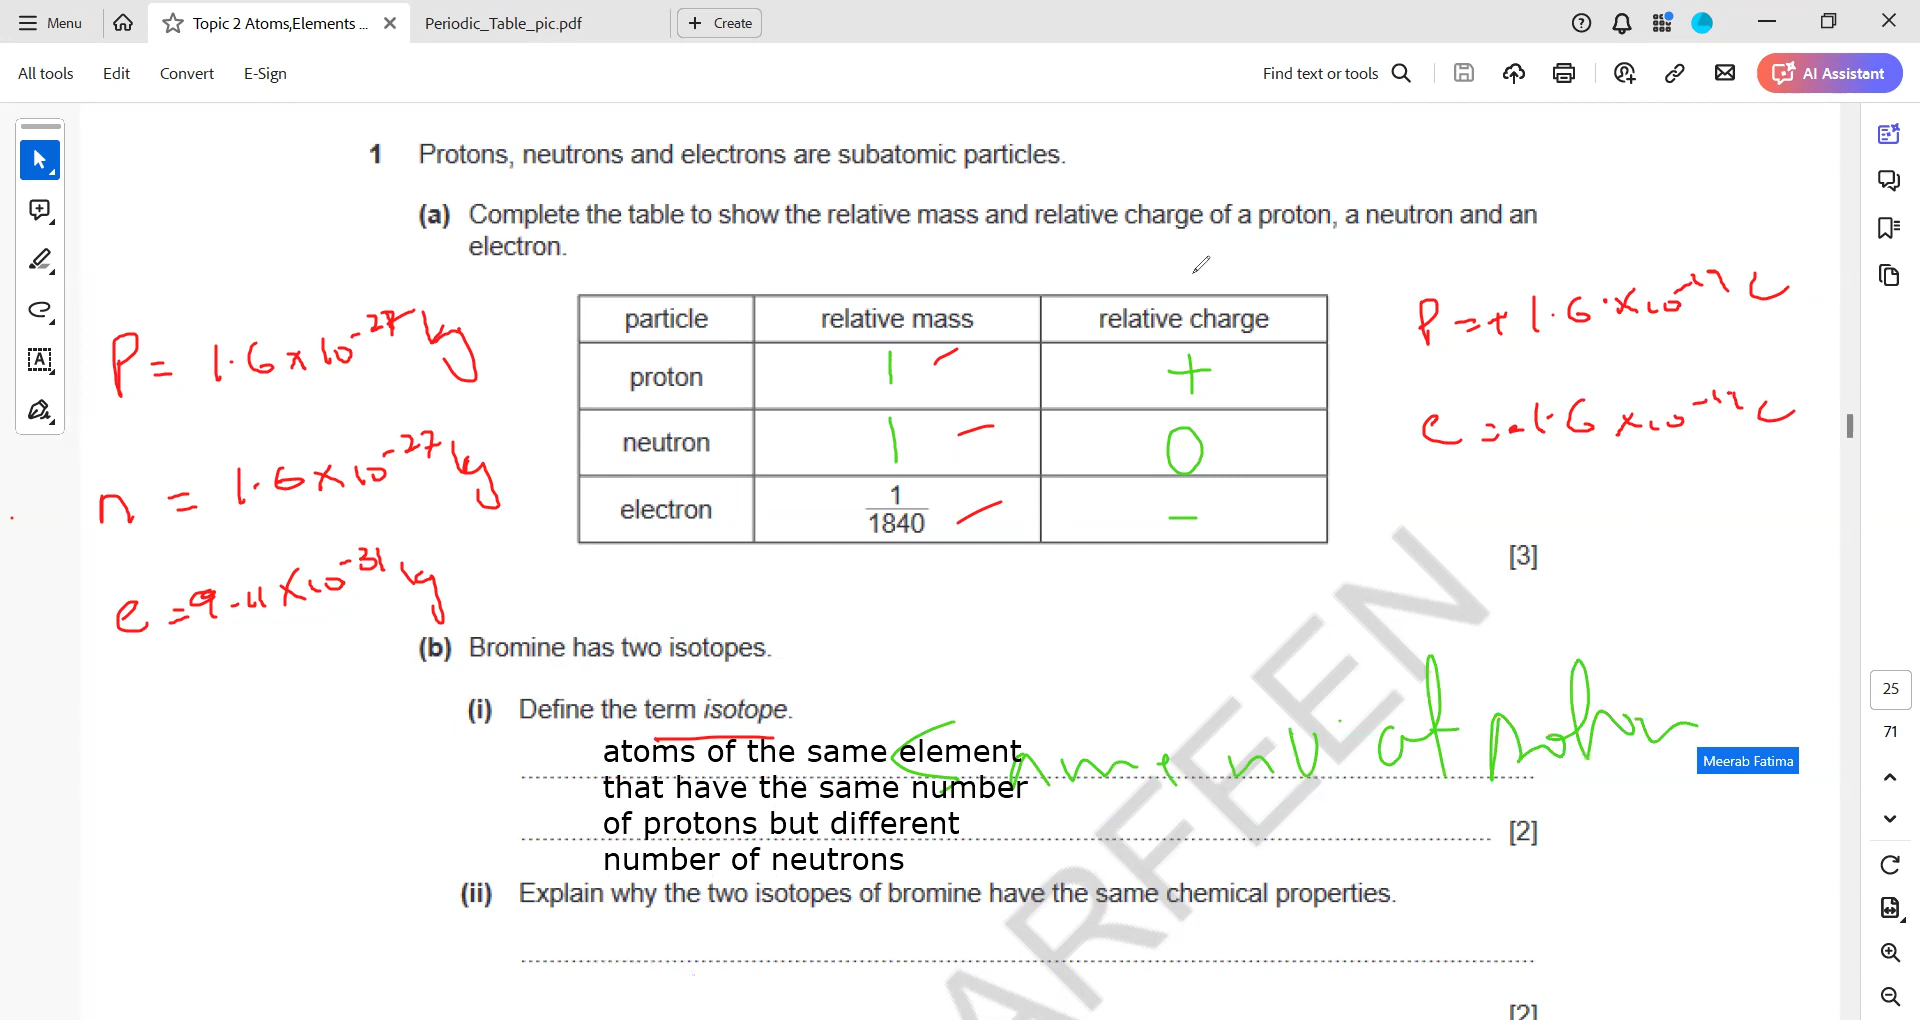 Menu
Topic 2 Atoms,Elements ...
Periodic_Table_pic.pdf
Create
All tools
Edit
Convert
E-Sign
Find text or tools
AI Assistant
1 Protons, neutrons and electrons are subatomic particles.
(a) Complete the table to show the relative mass and relative charge of a proton, a neutron and an
electron.
particle relative mass relative charge
proton 1 +
neutron 1 0
electron 1/1840 −
[3]
P = 1.6 × 10^-27 kg
n = 1.6 × 10^-27 kg
e = 9.11 × 10^-31 kg
P = + 1.6 × 10^-19 C
e = -1.6 × 10^-19 C
(b) Bromine has two isotopes.
(i) Define the term isotope.
atoms of the same element
that have the same number
of protons but different
number of neutrons
Same no of proton
Meerab Fatima
[2]
(ii) Explain why the two isotopes of bromine have the same chemical properties.
[2]
ARFEEN
25
71